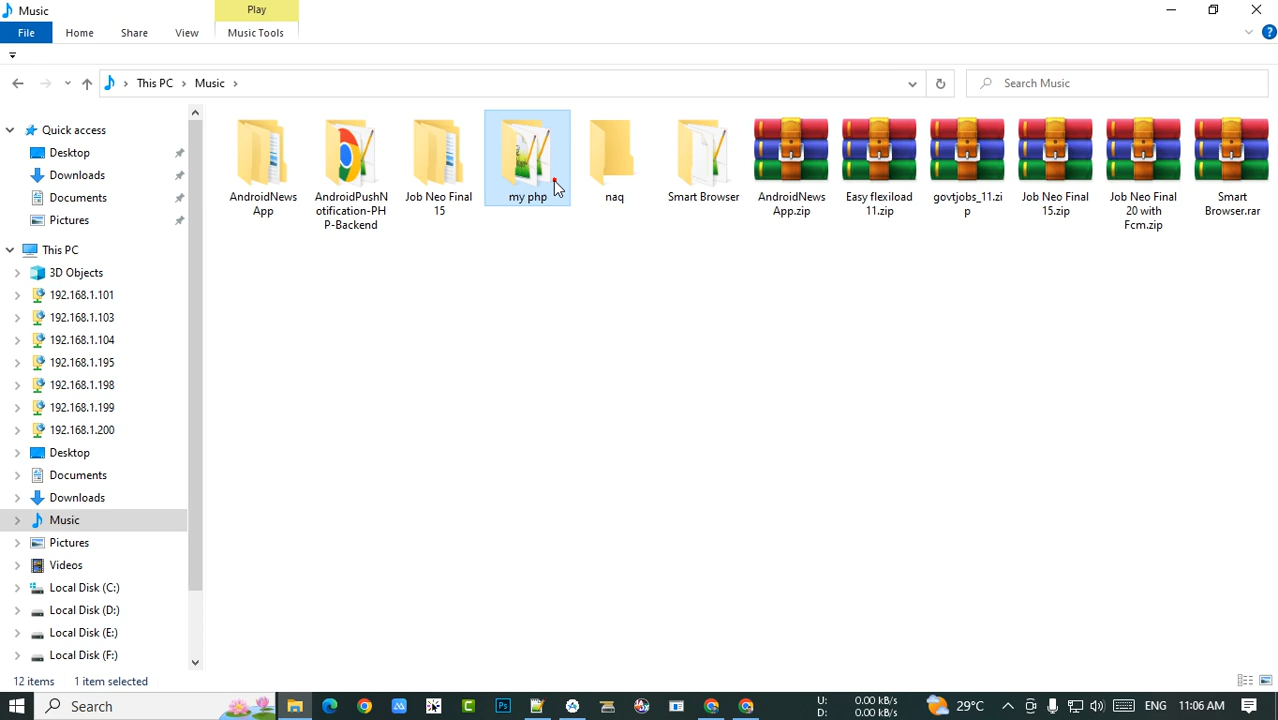 Music
Play
File
Home
Share
View
Music Tools
This PC
Music
Search Music
Quick access
Desktop
Downloads
Documents
Pictures
This PC
3D Objects
192.168.1.101
192.168.1.103
192.168.1.104
192.168.1.195
192.168.1.198
192.168.1.199
192.168.1.200
Desktop
Documents
Downloads
Music
Pictures
Videos
Local Disk (C:)
Local Disk (D:)
Local Disk (E:)
Local Disk (F:)
AndroidNews
App
AndroidPushN
otification-PH
P-Backend
Job Neo Final
15
my php
naq
Smart Browser
AndroidNews
App.zip
Easy flexiload
11.zip
govtjobs_11.zi
p
Job Neo Final
15.zip
Job Neo Final
20 with
Fcm.zip
Smart
Browser.rar
12 items
1 item selected
Search
U: 0.00 kB/s
D: 0.00 kB/s
29°C
ENG
11:06 AM